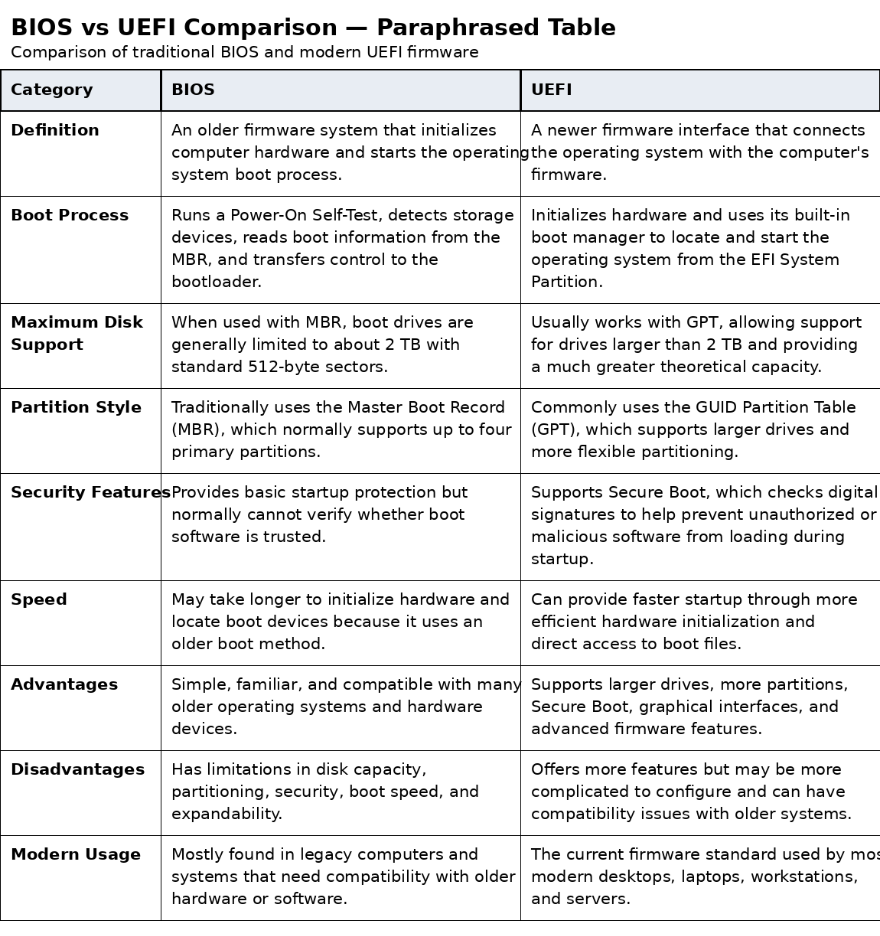 BIOS vs UEFI Comparison — Paraphrased Table
Comparison of traditional BIOS and modern UEFI firmware
Category
BIOS
UEFI
Definition
An older firmware system that initializes
computer hardware and starts the operating
system boot process.
A newer firmware interface that connects
the operating system with the computer's
firmware.
Boot Process
Runs a Power-On Self-Test, detects storage
devices, reads boot information from the
MBR, and transfers control to the
bootloader.
Initializes hardware and uses its built-in
boot manager to locate and start the
operating system from the EFI System
Partition.
Maximum Disk
Support
When used with MBR, boot drives are
generally limited to about 2 TB with
standard 512-byte sectors.
Usually works with GPT, allowing support
for drives larger than 2 TB and providing
a much greater theoretical capacity.
Partition Style
Traditionally uses the Master Boot Record
(MBR), which normally supports up to four
primary partitions.
Commonly uses the GUID Partition Table
(GPT), which supports larger drives and
more flexible partitioning.
Security Features
Provides basic startup protection but
normally cannot verify whether boot
software is trusted.
Supports Secure Boot, which checks digital
signatures to help prevent unauthorized or
malicious software from loading during
startup.
Speed
May take longer to initialize hardware and
locate boot devices because it uses an
older boot method.
Can provide faster startup through more
efficient hardware initialization and
direct access to boot files.
Advantages
Simple, familiar, and compatible with many
older operating systems and hardware
devices.
Supports larger drives, more partitions,
Secure Boot, graphical interfaces, and
advanced firmware features.
Disadvantages
Has limitations in disk capacity,
partitioning, security, boot speed, and
expandability.
Offers more features but may be more
complicated to configure and can have
compatibility issues with older systems.
Modern Usage
Mostly found in legacy computers and
systems that need compatibility with older
hardware or software.
The current firmware standard used by mos
modern desktops, laptops, workstations,
and servers.